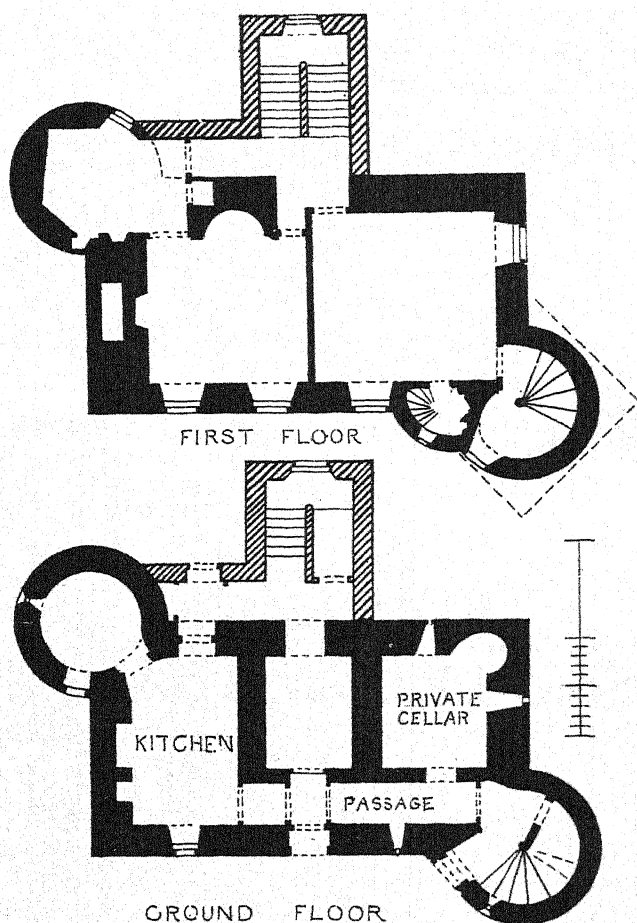 FIRST FLOOR
PRIVATE
CELLAR
KITCHEN
PASSAGE
GROUND FLOOR